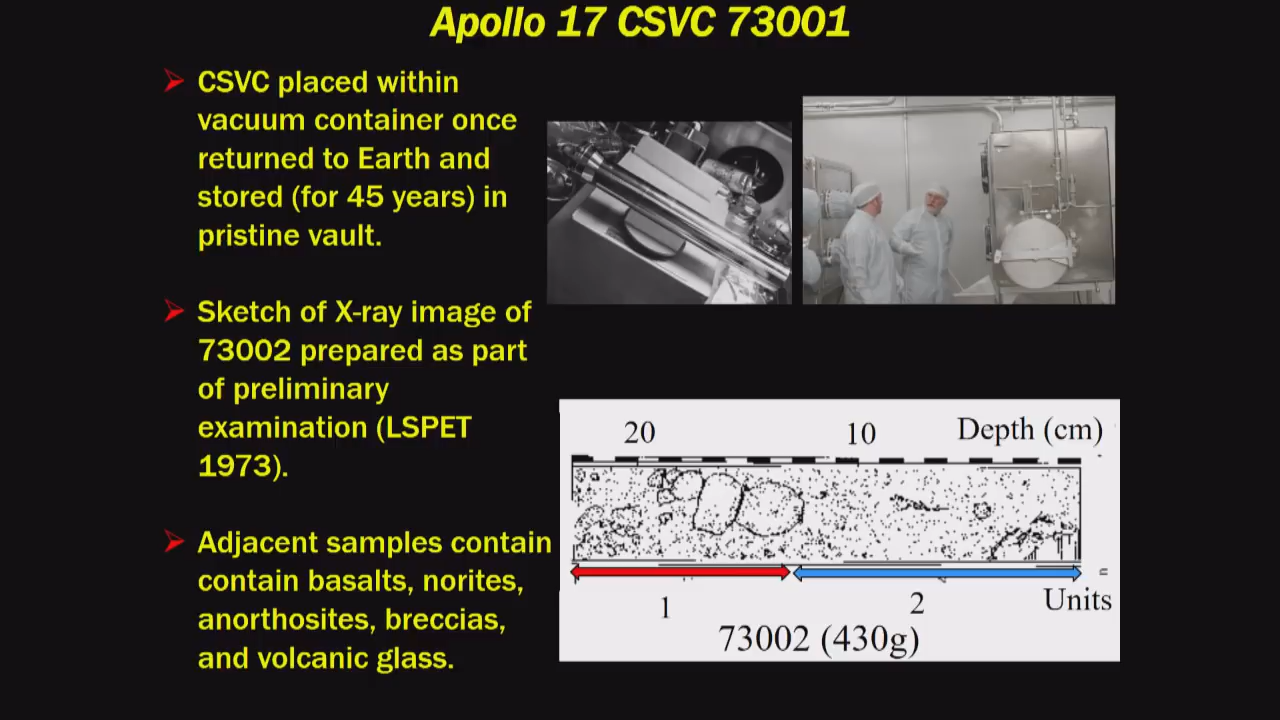 Apollo 17 CSVC 73001
CSVC placed within
vacuum container once
returned to Earth and
stored (for 45 years) in
pristine vault.
Sketch of X-ray image of
73002 prepared as part
of preliminary
examination (LSPET
1973).
Adjacent samples contain
contain basalts, norites,
anorthosites, breccias,
and volcanic glass.
20 10 Depth (cm)
1 2 Units
73002 (430g)